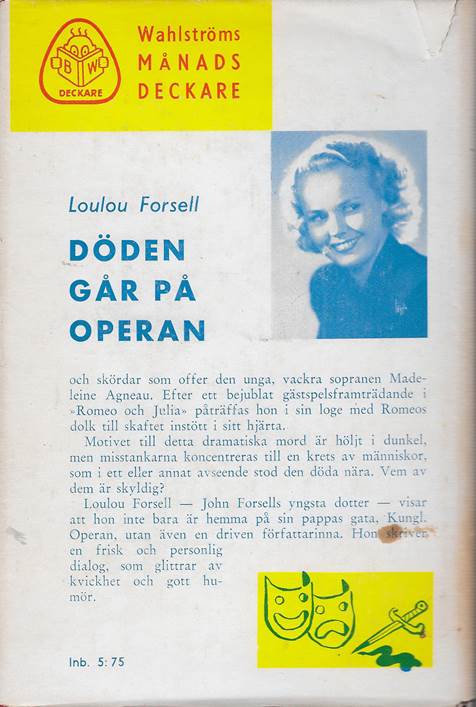 B W
DECKARE
Wahlströms
MÅNADS
DECKARE
Loulou Forsell
DÖDEN
GÅR PÅ
OPERAN
och skördar som offer den unga, vackra sopranen Made-
leine Agneau. Efter ett bejublat gästspelsframträdande i
»Romeo och Julia» påträffas hon i sin loge med Romeos
dolk till skaftet instött i sitt hjärta.
Motivet till detta dramatiska mord är höljt i dunkel,
men misstankarna koncentreras till en krets av människor,
som i ett eller annat avseende stod den döda nära. Vem av
dem är skyldig?
Loulou Forsell — John Forsells yngsta dotter — visar
att hon inte bara är hemma på sin pappas gata, Kungl.
Operan, utan även en driven författarinna. Hon skriver
en frisk och personlig
dialog, som glittrar av
kvickhet och gott hu-
mör.
Inb. 5:75